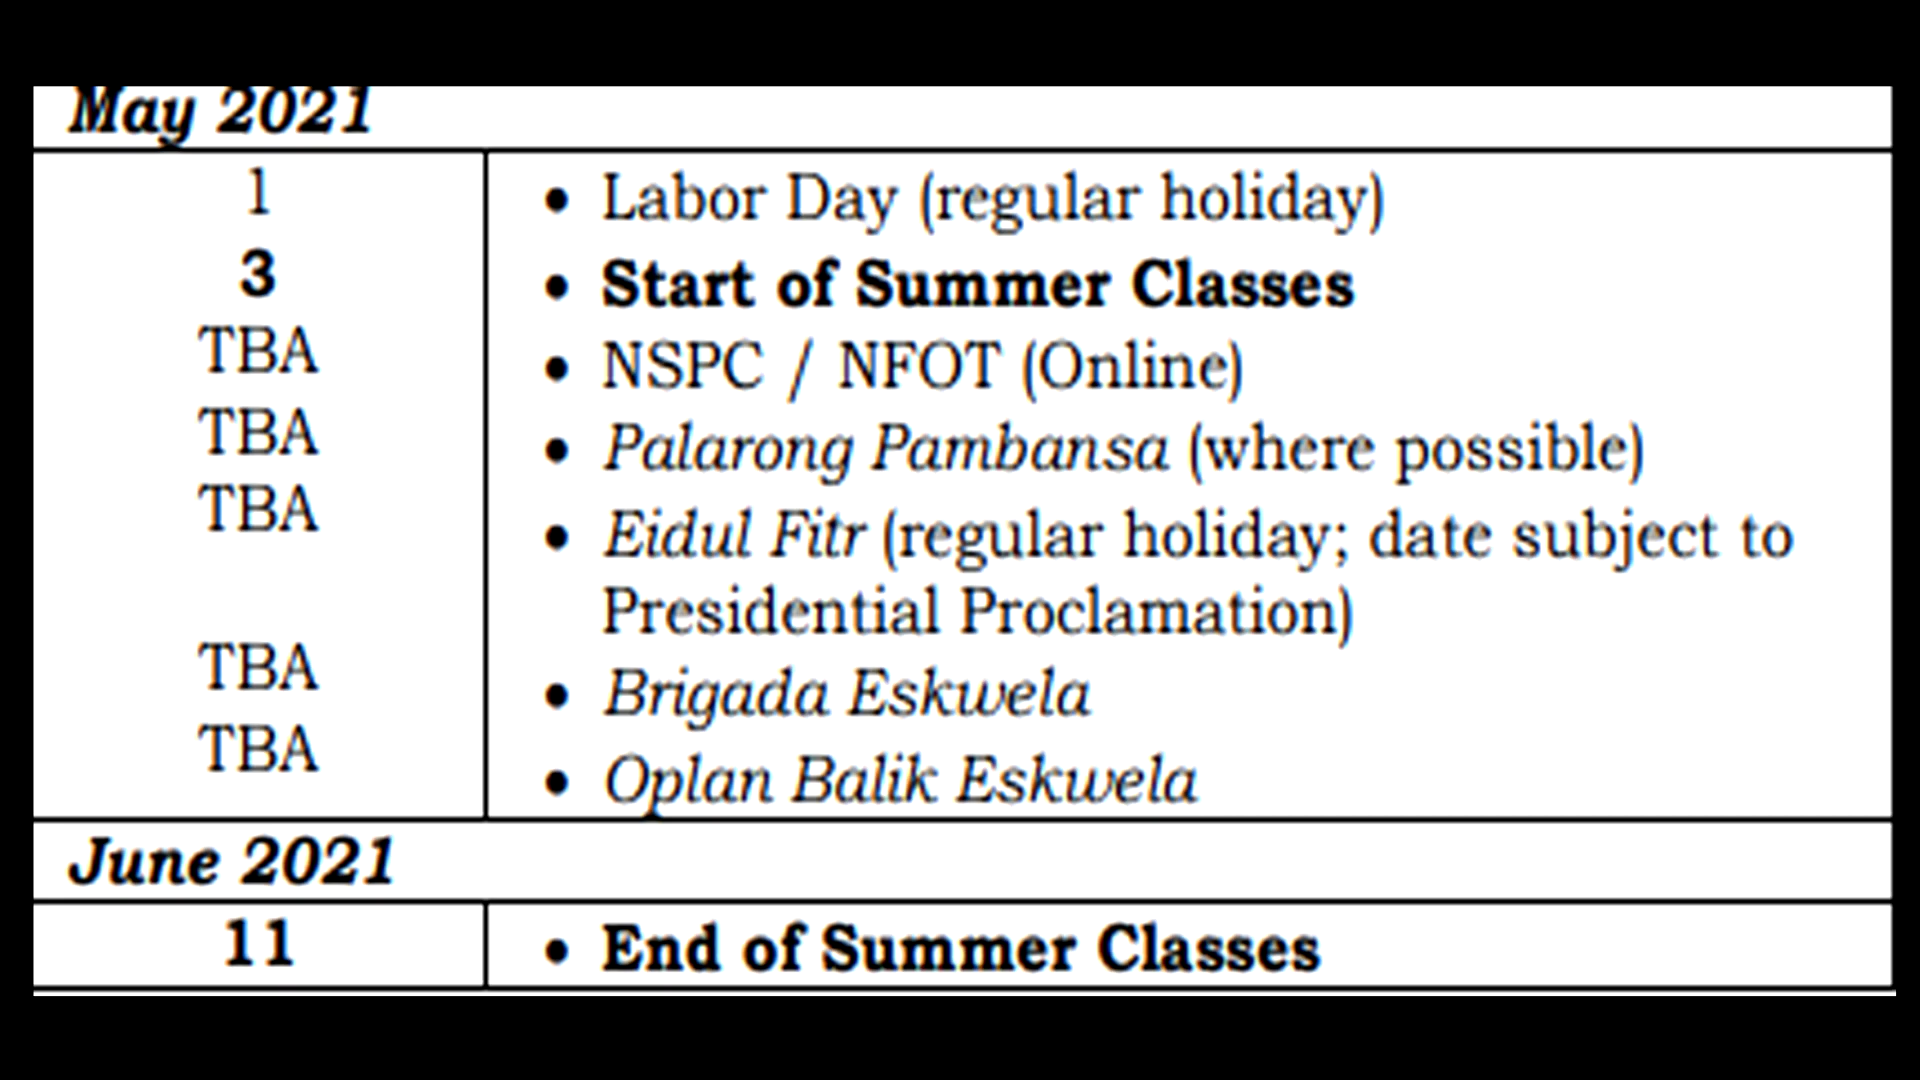 May 2021
1
• Labor Day (regular holiday)
3
• Start of Summer Classes
TBA
• NSPC / NFOT (Online)
TBA
• Palarong Pambansa (where possible)
TBA
• Eidul Fitr (regular holiday; date subject to
Presidential Proclamation)
TBA
• Brigada Eskwela
TBA
• Oplan Balik Eskwela
June 2021
11
• End of Summer Classes